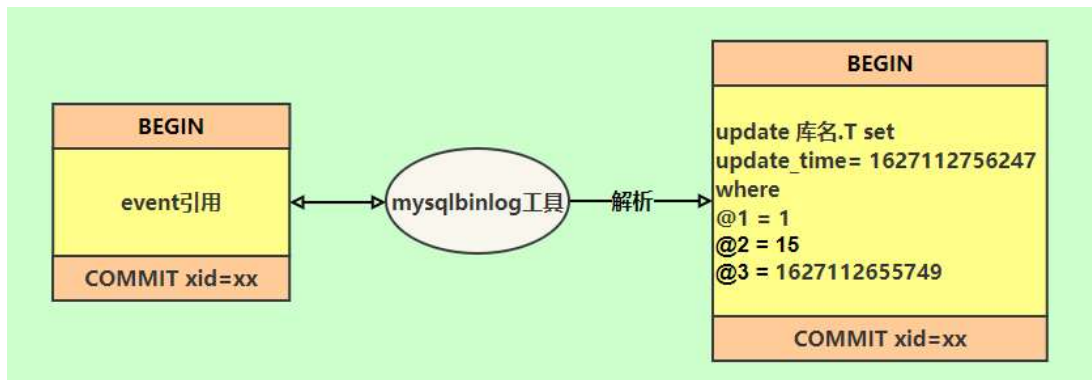 BEGIN
event引用
COMMIT xid=xx
mysqlbinlog工具
解析
BEGIN
update 库名.T set
update_time= 1627112756247
where
@1 = 1
@2 = 15
@3 = 1627112655749
COMMIT xid=xx